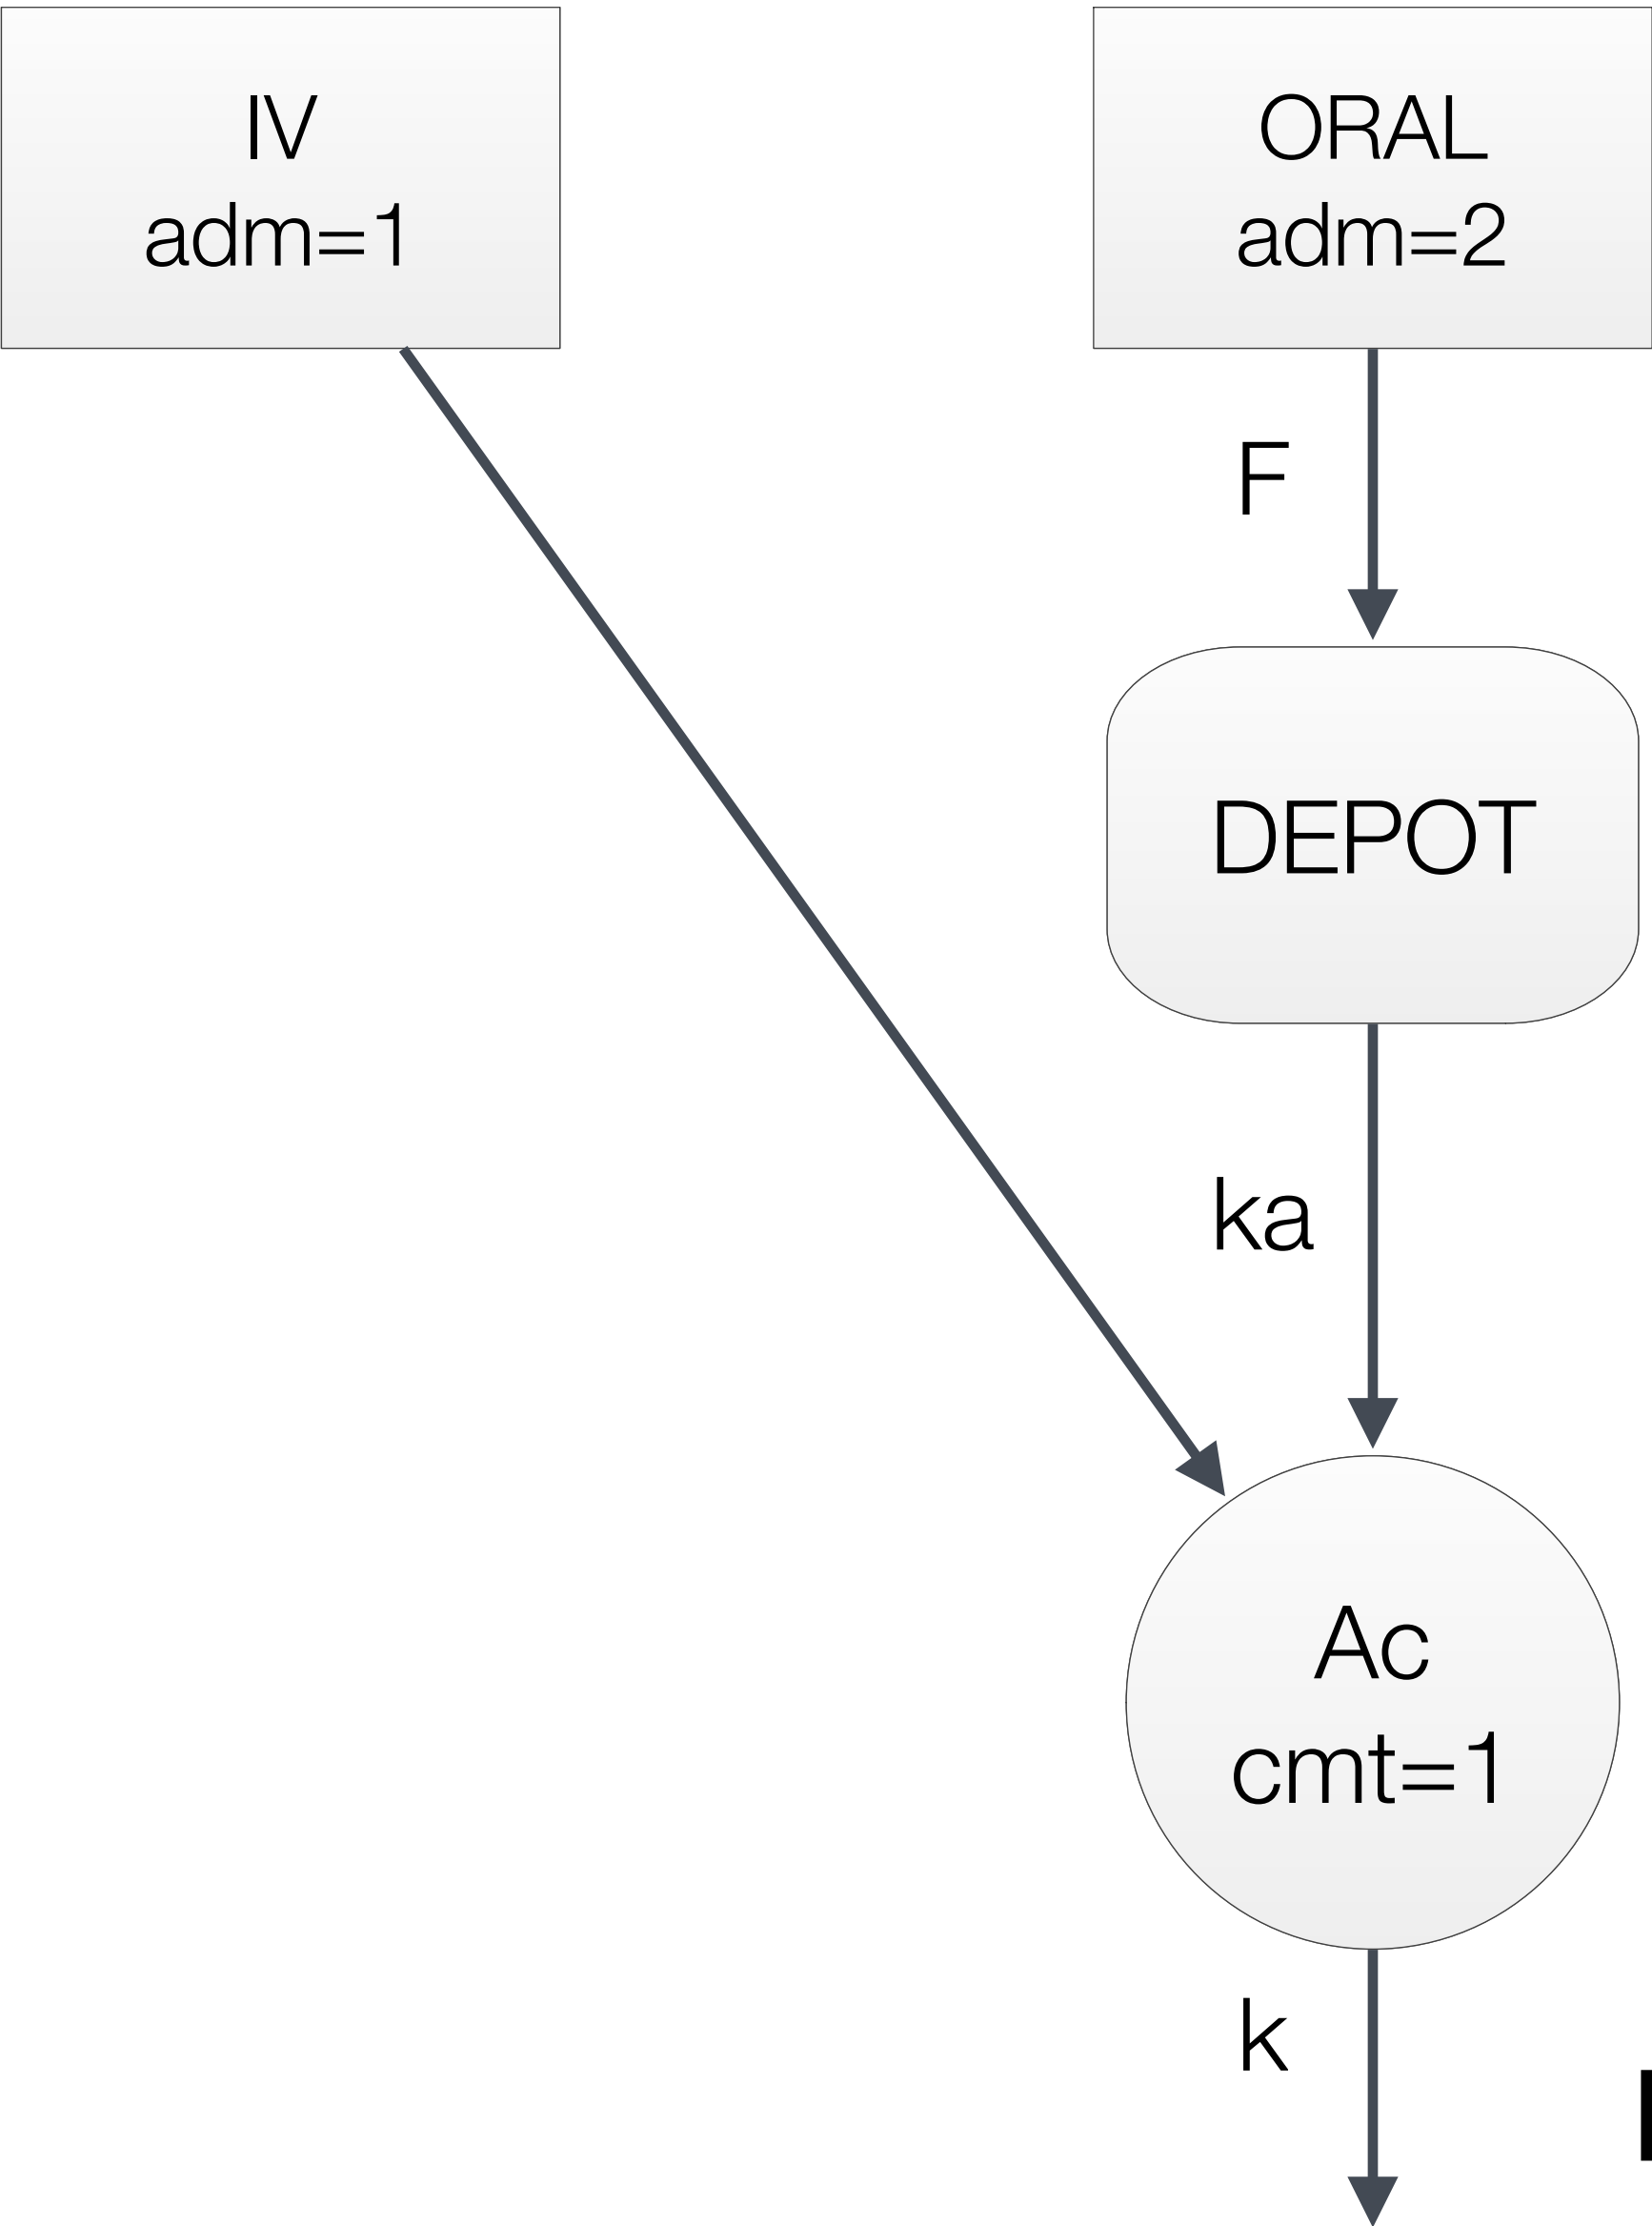 IV
adm=1
ORAL
adm=2
F
DEPOT
ka
Ac
cmt=1
k